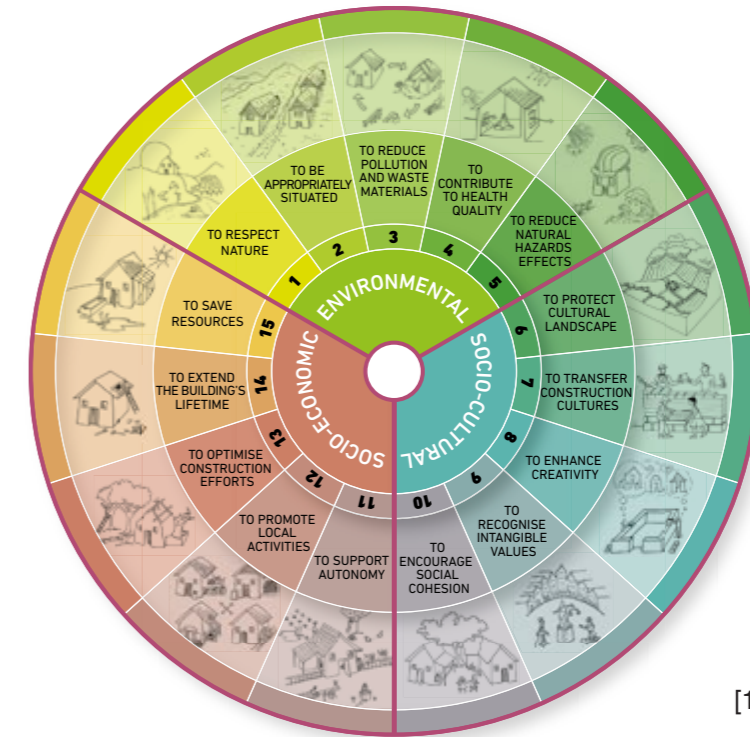 ENVIRONMENTAL
1
TO RESPECT
NATURE
2
TO BE
APPROPRIATELY
SITUATED
3
TO REDUCE
POLLUTION
AND WASTE
MATERIALS
4
TO
CONTRIBUTE
TO HEALTH
QUALITY
5
TO REDUCE
NATURAL
HAZARDS
EFFECTS
SOCIO-CULTURAL
6
TO PROTECT
CULTURAL
LANDSCAPE
7
TO TRANSFER
CONSTRUCTION
CULTURES
8
TO ENHANCE
CREATIVITY
9
TO
RECOGNISE
INTANGIBLE
VALUES
10
TO
ENCOURAGE
SOCIAL
COHESION
SOCIO-ECONOMIC
11
TO SUPPORT
AUTONOMY
12
TO PROMOTE
LOCAL
ACTIVITIES
13
TO OPTIMISE
CONSTRUCTION
EFFORTS
14
TO EXTEND
THE BUILDING'S
LIFETIME
15
TO SAVE
RESOURCES
[1